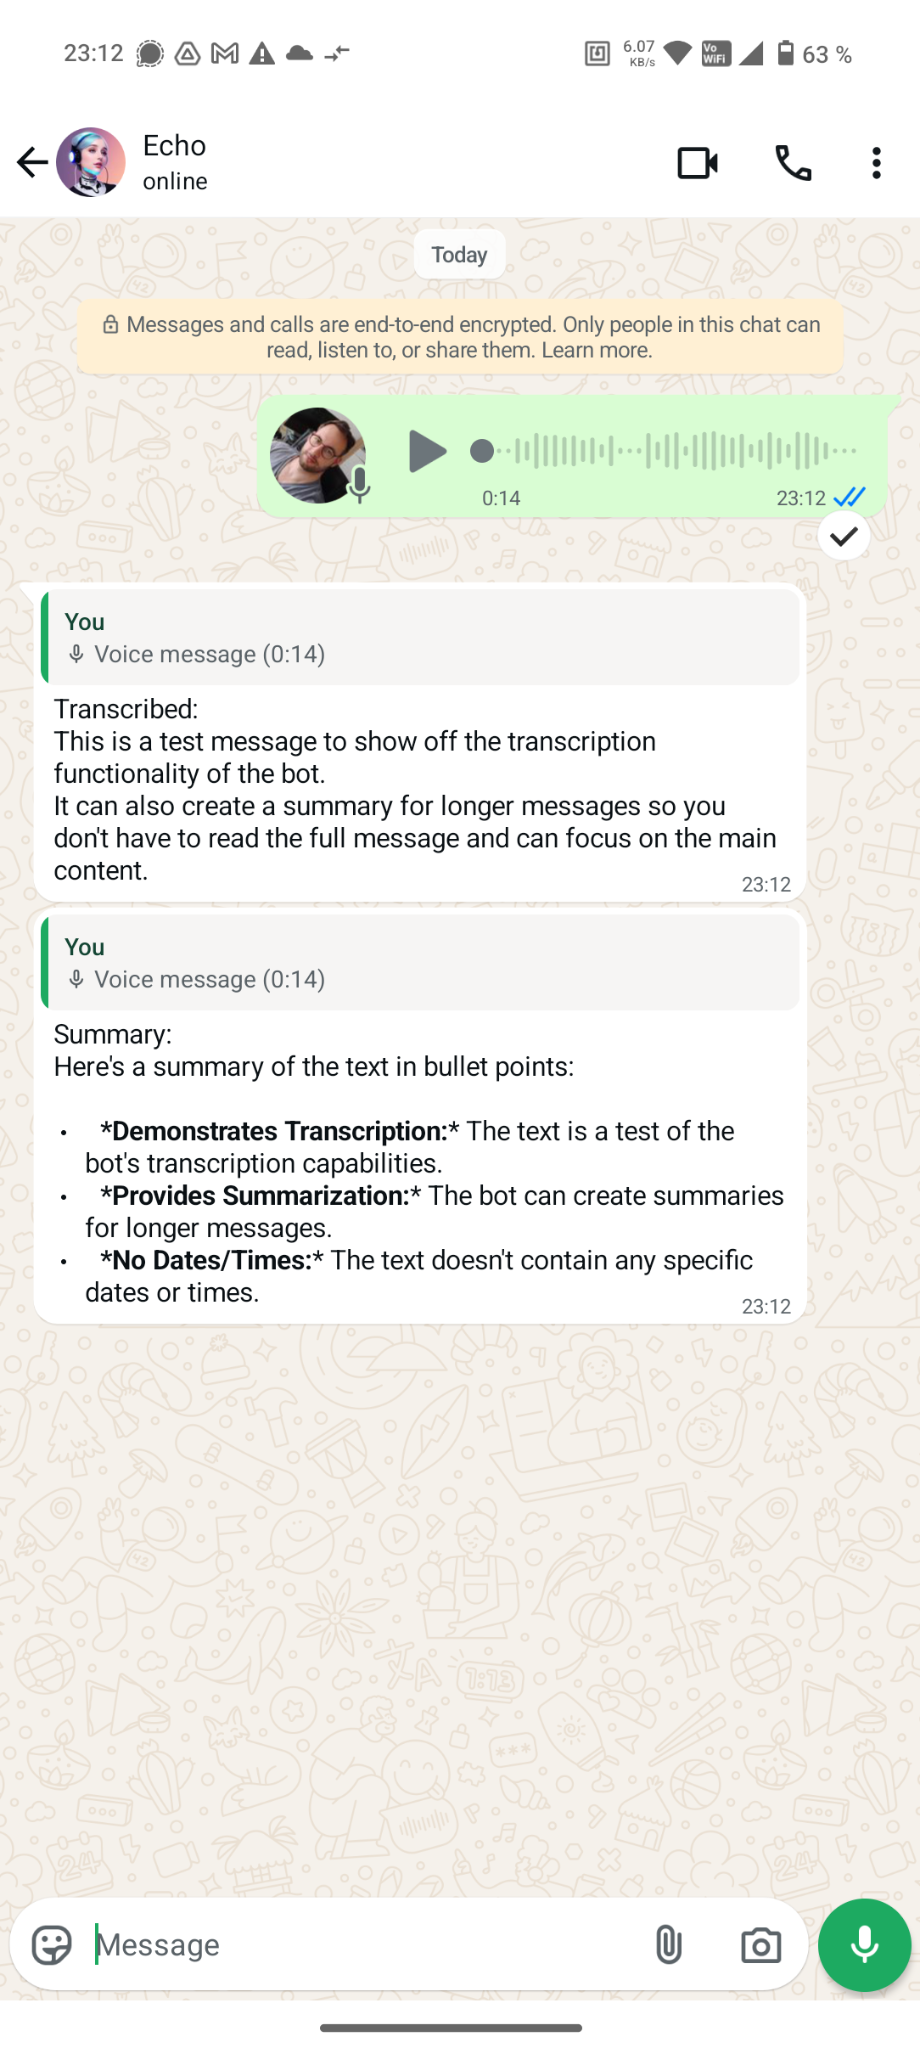 23:12
6.07
KB/s
Vo
WiFi
63 %
Echo
online
Today
Messages and calls are end-to-end encrypted. Only people in this chat can
read, listen to, or share them. Learn more.
0:14
23:12
You
Voice message (0:14)
Transcribed:
This is a test message to show off the transcription
functionality of the bot.
It can also create a summary for longer messages so you
don't have to read the full message and can focus on the main
content.
23:12
You
Voice message (0:14)
Summary:
Here's a summary of the text in bullet points:
• *Demonstrates Transcription:* The text is a test of the
bot's transcription capabilities.
• *Provides Summarization:* The bot can create summaries
for longer messages.
• *No Dates/Times:* The text doesn't contain any specific
dates or times.
23:12
Message